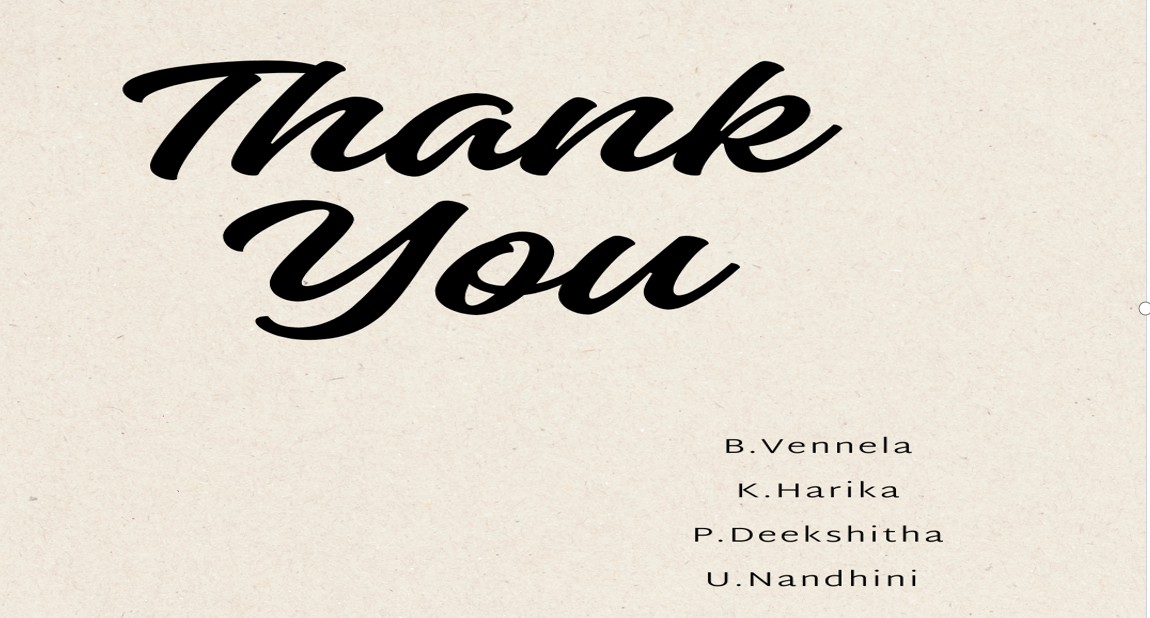 Thank
You
B.Vennela
K.Harika
P.Deekshitha
U.Nandhini